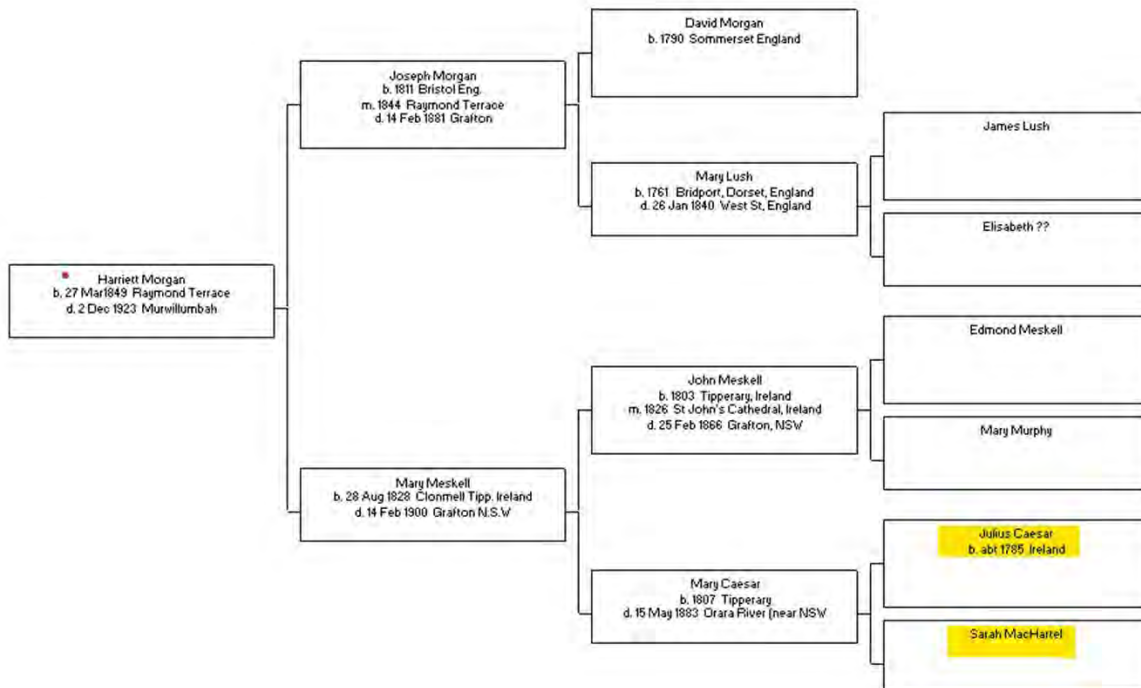 David Morgan
b. 1790 Sommerset England
Joseph Morgan
b. 1811 Bristol Eng.
m. 1844 Raymond Terrace
d. 14 Feb 1881 Grafton
James Lush
Mary Lush
b. 1761 Bridport, Dorset, England
d. 26 Jan 1840 West St, England
Elisabeth ??
Harriett Morgan
b. 27 Mar1849 Raymond Terrace
d. 2 Dec 1923 Murwillumbah
Edmond Meskell
John Meskell
b. 1803 Tipperary, Ireland
m. 1826 St John's Cathedral, Ireland
d. 25 Feb 1866 Grafton, NSW
Mary Murphy
Mary Meskell
b. 28 Aug 1828 Clonmell Tipp. Ireland
d. 14 Feb 1900 Grafton N.S.W
Julius Caesar
b. abt 1785 Ireland
Mary Caesar
b. 1807 Tipperary
d. 15 May 1883 Orara River (near NSW
Sarah MacHartel